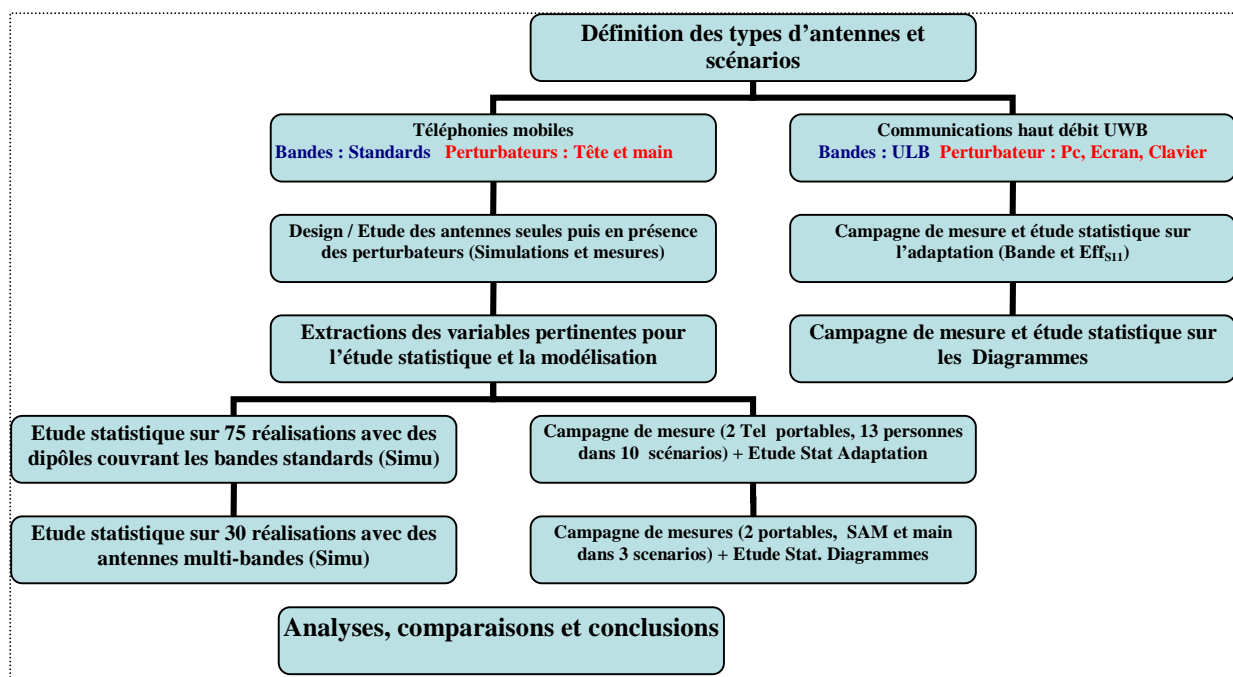 Définition des types d’antennes et
scénarios
Téléphonies mobiles
Bandes : Standards Perturbateurs : Tête et main
Communications haut débit UWB
Bandes : ULB Perturbateur : Pc, Ecran, Clavier
Design / Etude des antennes seules puis en présence
des perturbateurs (Simulations et mesures)
Campagne de mesure et étude statistique sur
l’adaptation (Bande et EffS11)
Extractions des variables pertinentes pour
l’étude statistique et la modélisation
Campagne de mesure et étude statistique sur
les Diagrammes
Etude statistique sur 75 réalisations avec des
dipôles couvrant les bandes standards (Simu)
Campagne de mesure (2 Tel portables, 13 personnes
dans 10 scénarios) + Etude Stat Adaptation
Etude statistique sur 30 réalisations avec des
antennes multi-bandes (Simu)
Campagne de mesures (2 portables, SAM et main
dans 3 scenarios) + Etude Stat. Diagrammes
Analyses, comparaisons et conclusions